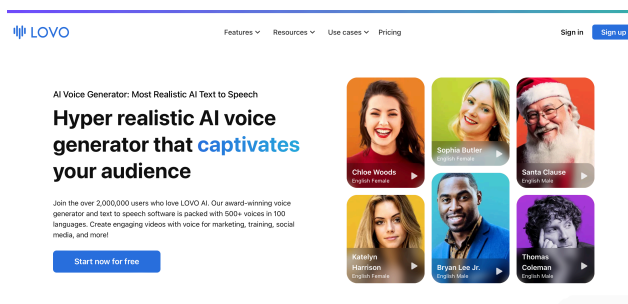 LOVO
Features
Resources
Use cases
Pricing
Sign in
Sign up
AI Voice Generator: Most Realistic AI Text to Speech
Hyper realistic AI voice
generator that captivates
your audience
Join the over 2,000,000 users who love LOVO AI. Our award-winning voice
generator and text to speech software is packed with 500+ voices in 100
languages. Create engaging videos with voice for marketing, training, social
media, and more!
Start now for free
Chloe Woods
English Female
Sophia Butler
English Female
Santa Clause
English Male
Katelyn
Harrison
English Female
Bryan Lee Jr.
English Male
Thomas
Coleman
English Male